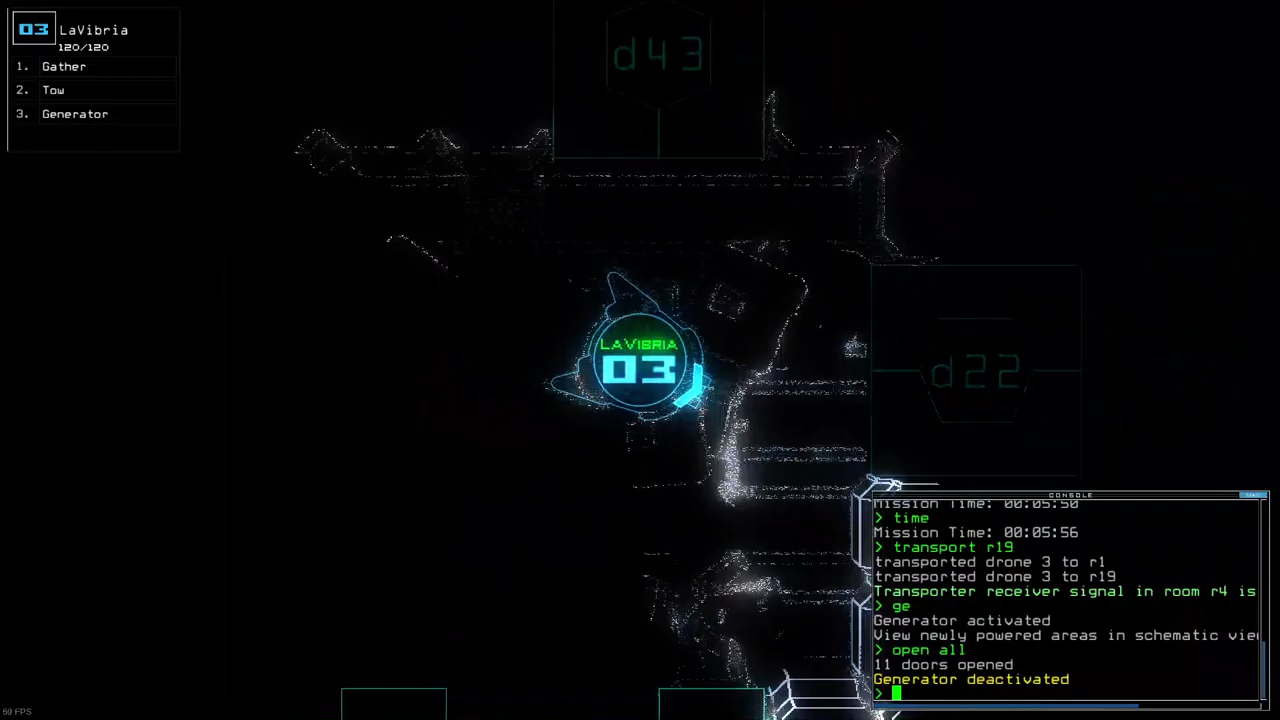 03 LaVibria
120/120
1. Gather
2. Tow
3. Generator
d43
LaVibria
03
d22
CONSOLE
Mission Time: 00:05:50
> time
Mission Time: 00:05:56
> transport r19
transported drone 3 to r1
transported drone 3 to r19
Transporter receiver signal in room r4 is
> ge
Generator activated
View newly powered areas in schematic vie
> open all
11 doors opened
Generator deactivated
>
59 FPS